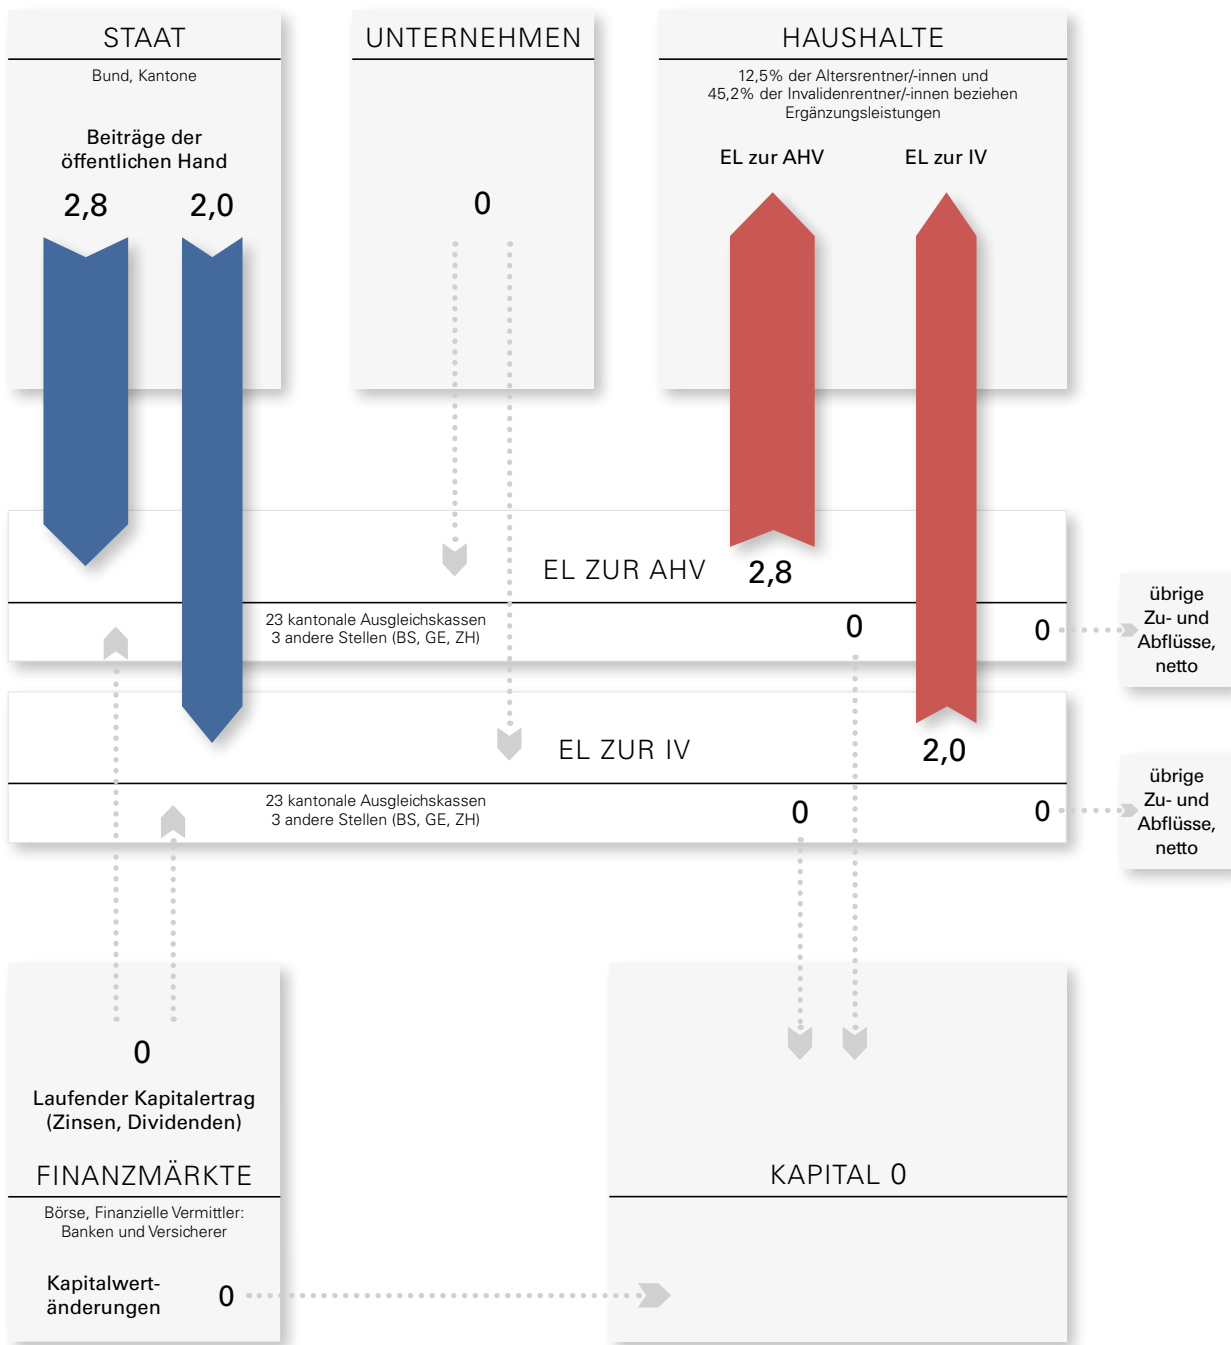 STAAT
Bund, Kantone
Beiträge der
öffentlichen Hand
2,8 2,0
UNTERNEHMEN
0
HAUSHALTE
12,5% der Altersrentner/-innen und
45,2% der Invalidenrentner/-innen beziehen
Ergänzungsleistungen
EL zur AHV EL zur IV
EL ZUR AHV 2,8
23 kantonale Ausgleichskassen
3 andere Stellen (BS, GE, ZH)
0 0
übrige
Zu- und
Abflüsse,
netto
EL ZUR IV 2,0
23 kantonale Ausgleichskassen
3 andere Stellen (BS, GE, ZH)
0 0
übrige
Zu- und
Abflüsse,
netto
0
Laufender Kapitalertrag
(Zinsen, Dividenden)
FINANZMÄRKTE
Börse, Finanzielle Vermittler:
Banken und Versicherer
Kapitalwert-
änderungen 0
KAPITAL 0